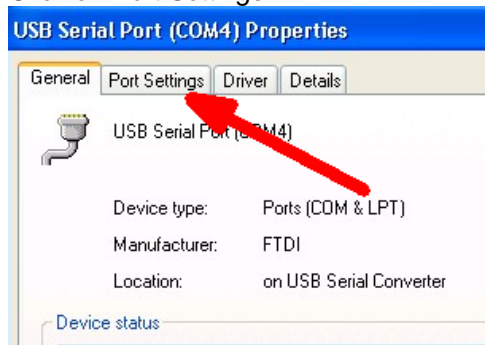 USB Serial Port (COM4) Properties
General Port Settings Driver Details
USB Serial Port (COM4)
Device type: Ports (COM & LPT)
Manufacturer: FTDI
Location: on USB Serial Converter
Device status